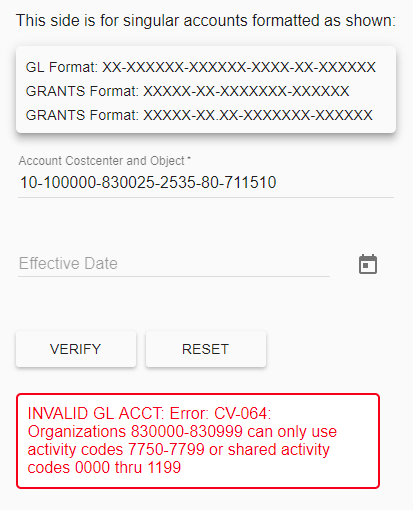 This side is for singular accounts formatted as shown:
GL Format: XX-XXXXXX-XXXXXX-XXXX-XX-XXXXXX
GRANTS Format: XXXXX-XX-XXXXXXX-XXXXXX
GRANTS Format: XXXXX-XX.XX-XXXXXXX-XXXXXX
Account Costcenter and Object *
10-100000-830025-2535-80-711510
Effective Date
VERIFY RESET
INVALID GL ACCT: Error: CV-064:
Organizations 830000-830999 can only use
activity codes 7750-7799 or shared activity
codes 0000 thru 1199